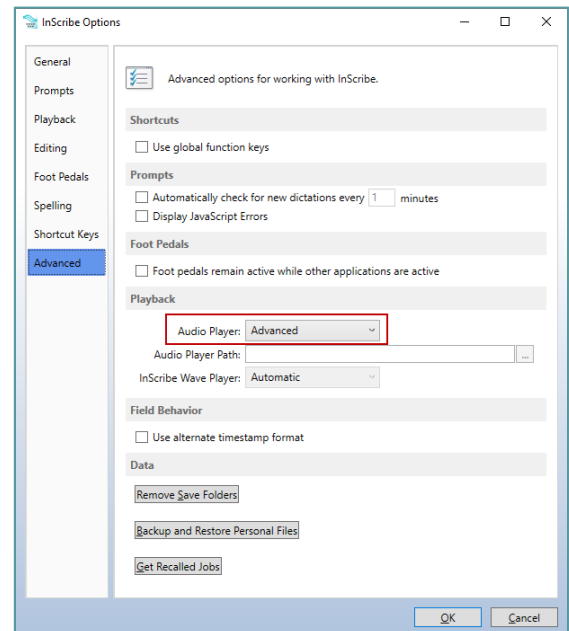 InScribe Options
General
Prompts
Playback
Editing
Foot Pedals
Spelling
Shortcut Keys
Advanced
Advanced options for working with InScribe.
Shortcuts
Use global function keys
Prompts
Automatically check for new dictations every 1 minutes
Display JavaScript Errors
Foot Pedals
Foot pedals remain active while other applications are active
Playback
Audio Player: Advanced
Audio Player Path: ...
InScribe Wave Player: Automatic
Field Behavior
Use alternate timestamp format
Data
Remove Save Folders
Backup and Restore Personal Files
Get Recalled Jobs
OK Cancel